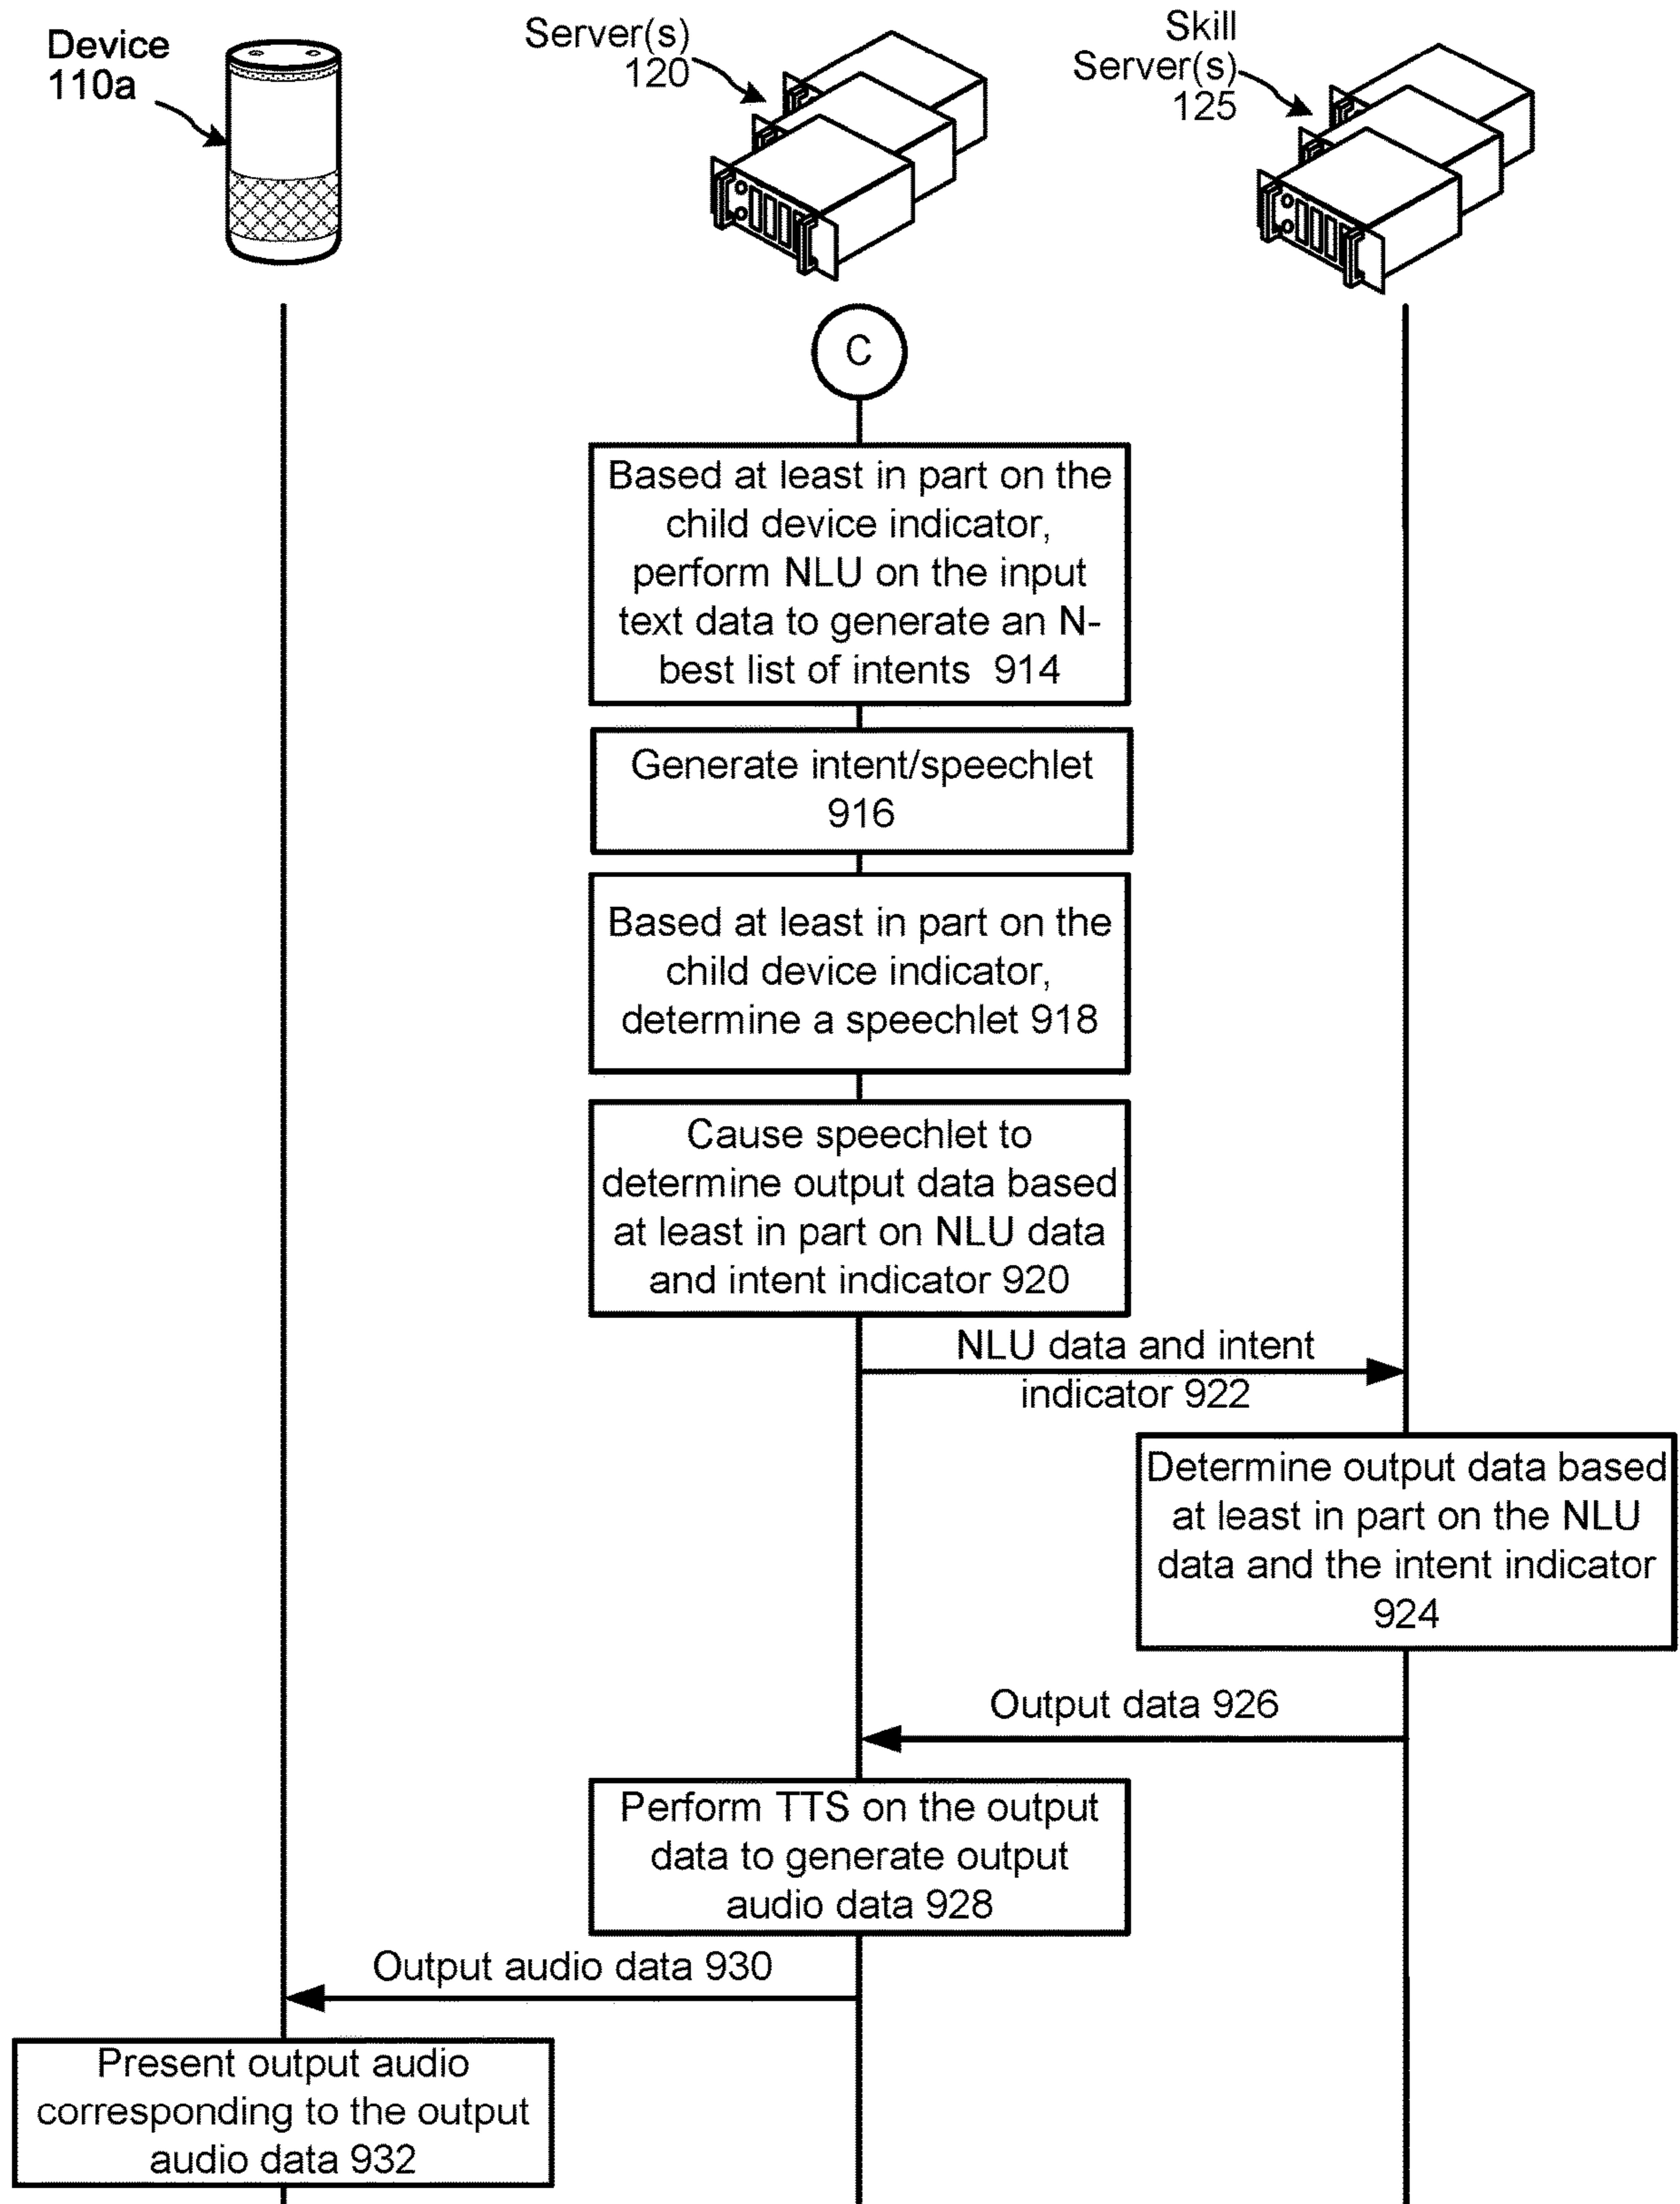 Device
110a
Server(s)
120
Skill
Server(s)
125
C
Based at least in part on the
child device indicator,
perform NLU on the input
text data to generate an N-
best list of intents 914
Generate intent/speechlet
916
Based at least in part on the
child device indicator,
determine a speechlet 918
Cause speechlet to
determine output data based
at least in part on NLU data
and intent indicator 920
NLU data and intent
indicator 922
Determine output data based
at least in part on the NLU
data and the intent indicator
924
Output data 926
Perform TTS on the output
data to generate output
audio data 928
Output audio data 930
Present output audio
corresponding to the output
audio data 932